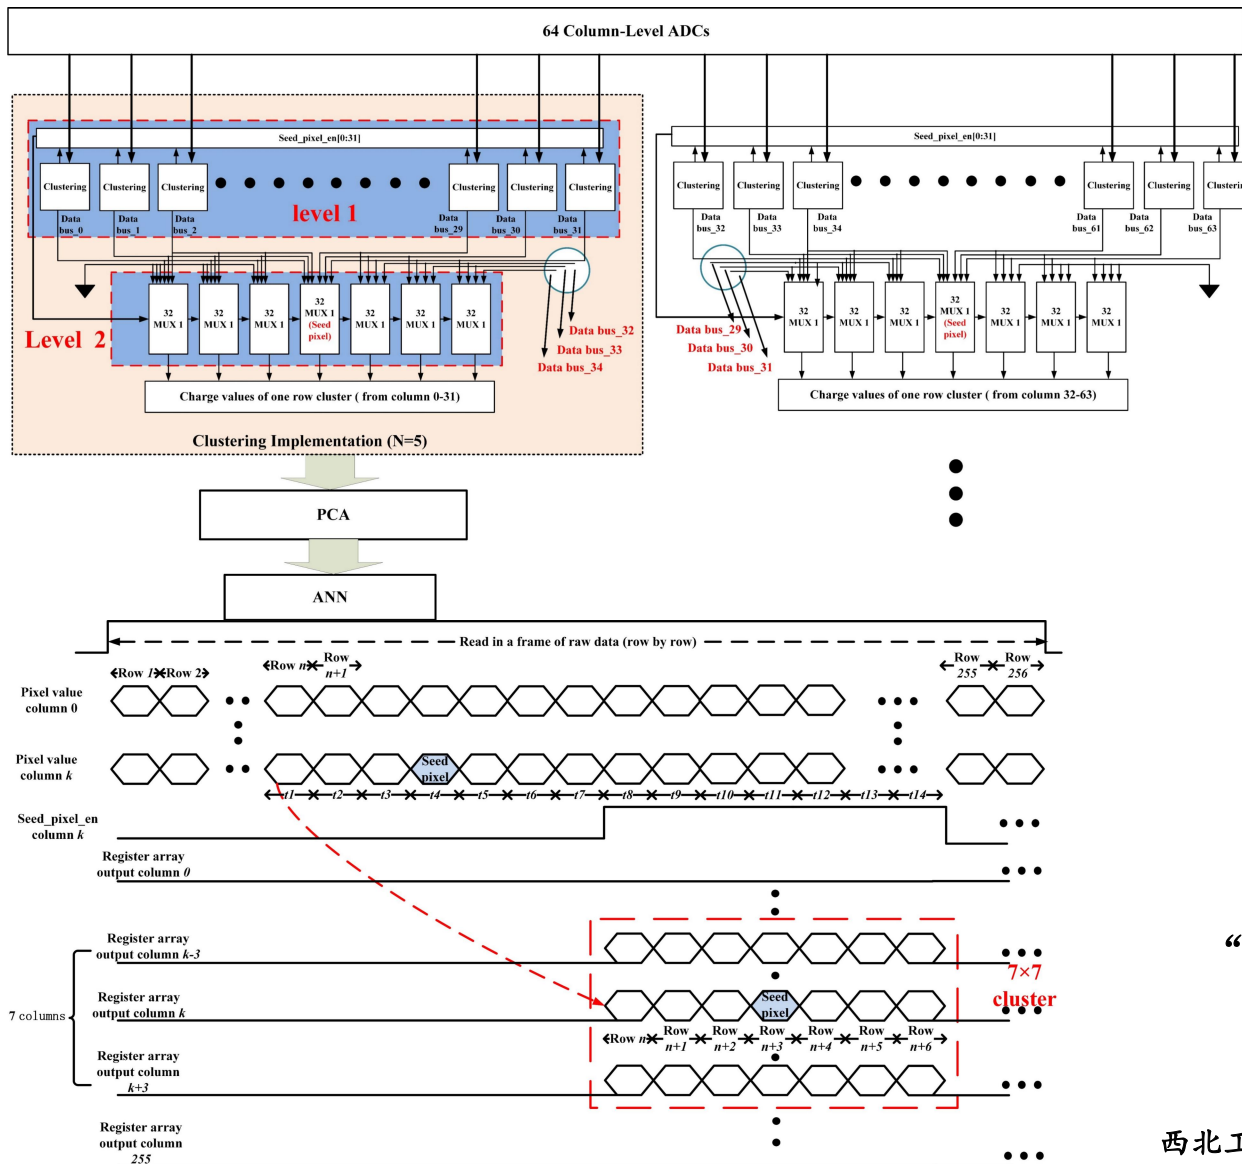 64 Column-Level ADCs
Seed_pixel_en[0:31]
Clustering
Clustering
Clustering
Clustering
Clustering
Clustering
Data bus_0
Data bus_1
Data bus_2
level 1
Data bus_29
Data bus_30
Data bus_31
Level 2
32 MUX 1
32 MUX 1
32 MUX 1
32 MUX 1 (Seed pixel)
32 MUX 1
32 MUX 1
32 MUX 1
Data bus_32
Data bus_33
Data bus_34
Charge values of one row cluster ( from column 0-31)
Clustering Implementation (N=5)
Seed_pixel_en[0:31]
Clustering
Clustering
Clustering
Clustering
Clustering
Clustering
Data bus_32
Data bus_33
Data bus_34
Data bus_61
Data bus_62
Data bus_63
32 MUX 1
32 MUX 1
32 MUX 1
32 MUX 1 (Seed pixel)
32 MUX 1
32 MUX 1
32 MUX 1
Data bus_29
Data bus_30
Data bus_31
Charge values of one row cluster ( from column 32-63)
PCA
ANN
Read in a frame of raw data (row by row)
Row 1
Row 2
Row n
Row n+1
Row 255
Row 256
Pixel value column 0
Pixel value column k
Seed pixel
t1 t2 t3 t4 t5 t6 t7 t8 t9 t10 t11 t12 t13 t14
Seed_pixel_en column k
Register array output column 0
Register array output column k-3
7 columns
Register array output column k
Seed pixel
Row n
Row n+1
Row n+2
Row n+3
Row n+4
Row n+5
Row n+6
7×7 cluster
Register array output column k+3
Register array output column 255
“
西北工